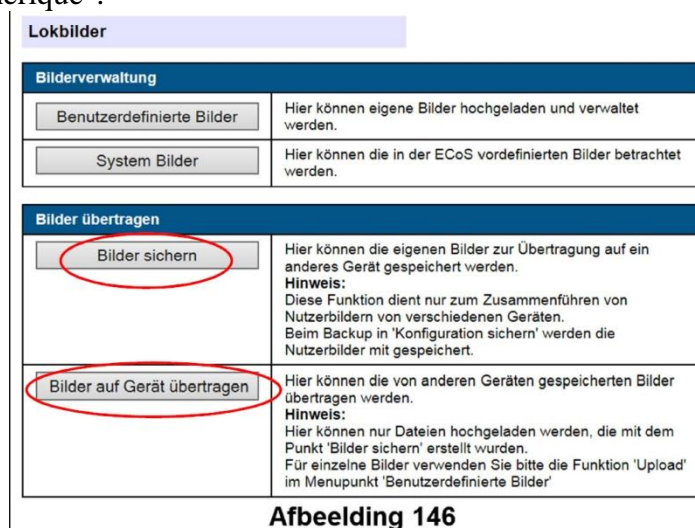 Lokbilder
Bilderverwaltung
Benutzerdefinierte Bilder
Hier können eigene Bilder hochgeladen und verwaltet
werden.
System Bilder
Hier können die in der ECoS vordefinierten Bilder betrachtet
werden.
Bilder übertragen
Bilder sichern
Hier können die eigenen Bilder zur Übertragung auf ein
anderes Gerät gespeichert werden.
Hinweis:
Diese Funktion dient nur zum Zusammenführen von
Nutzerbildern von verschiedenen Geräten.
Beim Backup in 'Konfiguration sichern' werden die
Nutzerbilder mit gespeichert.
Bilder auf Gerät übertragen
Hier können die von anderen Geräten gespeicherten Bilder
übertragen werden.
Hinweis:
Hier können nur Dateien hochgeladen werden, die mit dem
Punkt 'Bilder sichern' erstellt wurden.
Für einzelne Bilder verwenden Sie bitte die Funktion 'Upload'
im Menupunkt 'Benutzerdefinierte Bilder'
Afbeelding 146